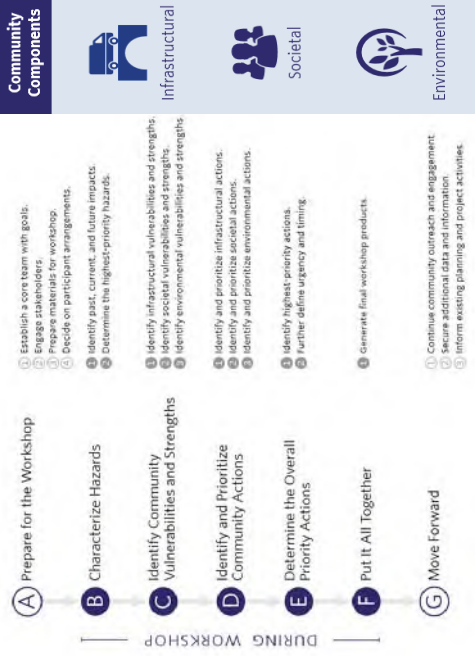 Community
Components
Infrastructural
Societal
Environmental
A Prepare for the Workshop
1 Establish a core team with goals.
2 Engage stakeholders.
3 Prepare materials for workshop.
4 Decide on participant arrangements.
DURING WORKSHOP
B Characterize Hazards
1 Identify past, current, and future impacts.
2 Determine the highest-priority hazards.
C Identify Community
Vulnerabilities and Strengths
1 Identify infrastructural vulnerabilities and strengths.
2 Identify societal vulnerabilities and strengths.
3 Identify environmental vulnerabilities and strengths.
D Identify and Prioritize
Community Actions
1 Identify and prioritize infrastructural actions.
2 Identify and prioritize societal actions.
3 Identify and prioritize environmental actions.
E Determine the Overall
Priority Actions
1 Identify highest-priority actions.
2 Further define urgency and timing.
F Put It All Together
1 Generate final workshop products.
G Move Forward
1 Continue community outreach and engagement.
2 Secure additional data and information.
3 Inform existing planning and project activities.